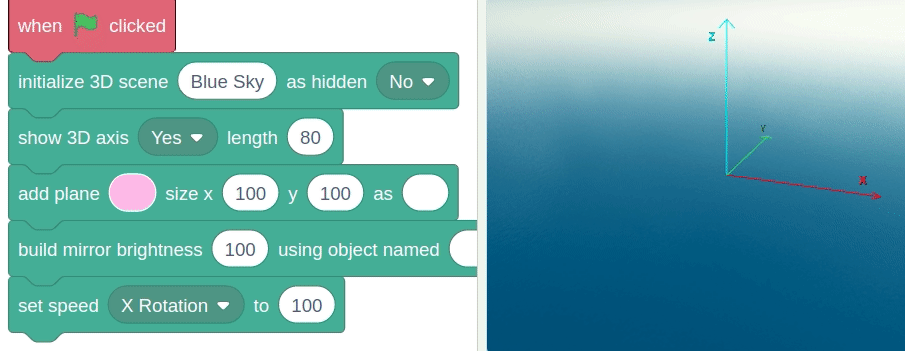 when clicked
initialize 3D scene Blue Sky as hidden No
show 3D axis Yes length 80
add plane size x 100 y 100 as
build mirror brightness 100 using object named
set speed X Rotation to 100
Z
Y
X